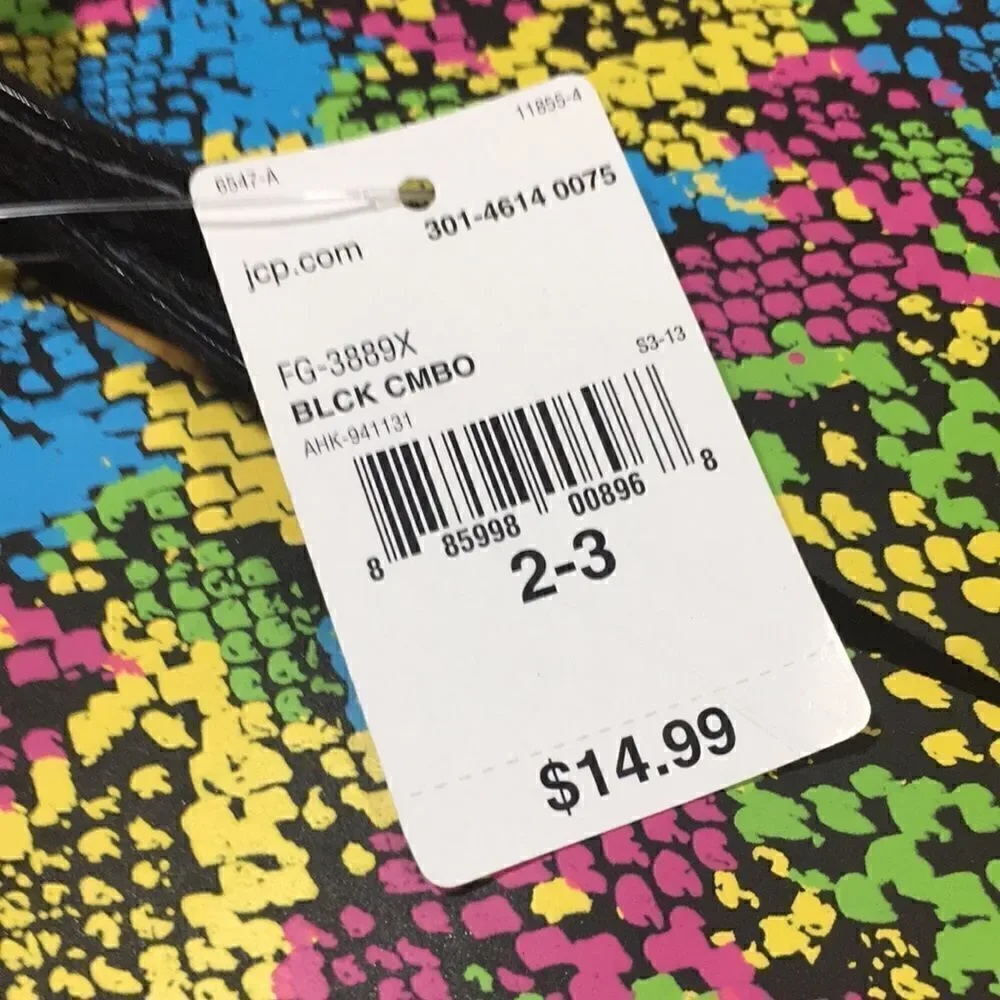 11855-4
6547-A
301-4614 0075
jcp.com
FG-3889X
S3-13
BLCK CMBO
AHK-941131
8 85998 00896 8
2-3
$14.99